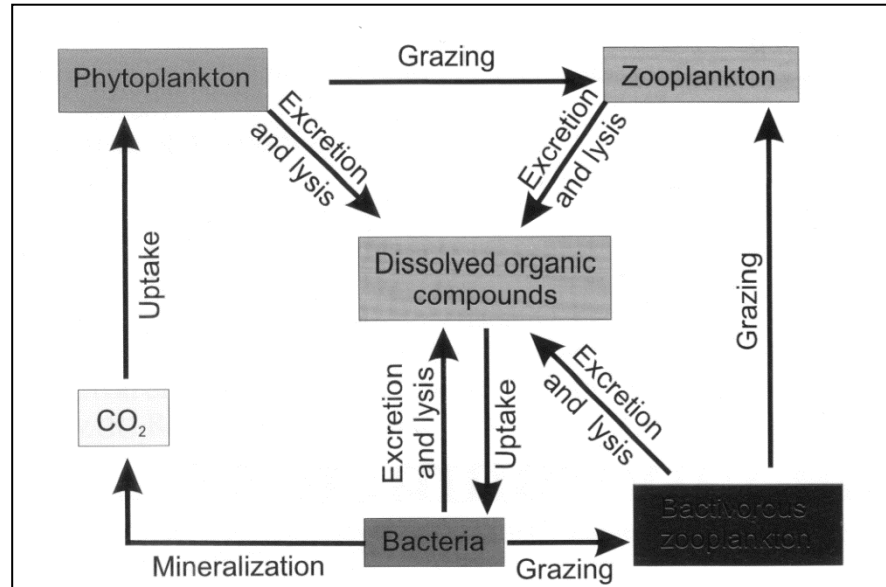 Phytoplankton
Grazing
Zooplankton
Excretion
and lysis
Excretion
and lysis
Uptake
Dissolved organic
compounds
Grazing
CO₂
Excretion
and lysis
Uptake
Excretion
and lysis
Mineralization
Bacteria
Grazing
Bactivorous
zooplankton